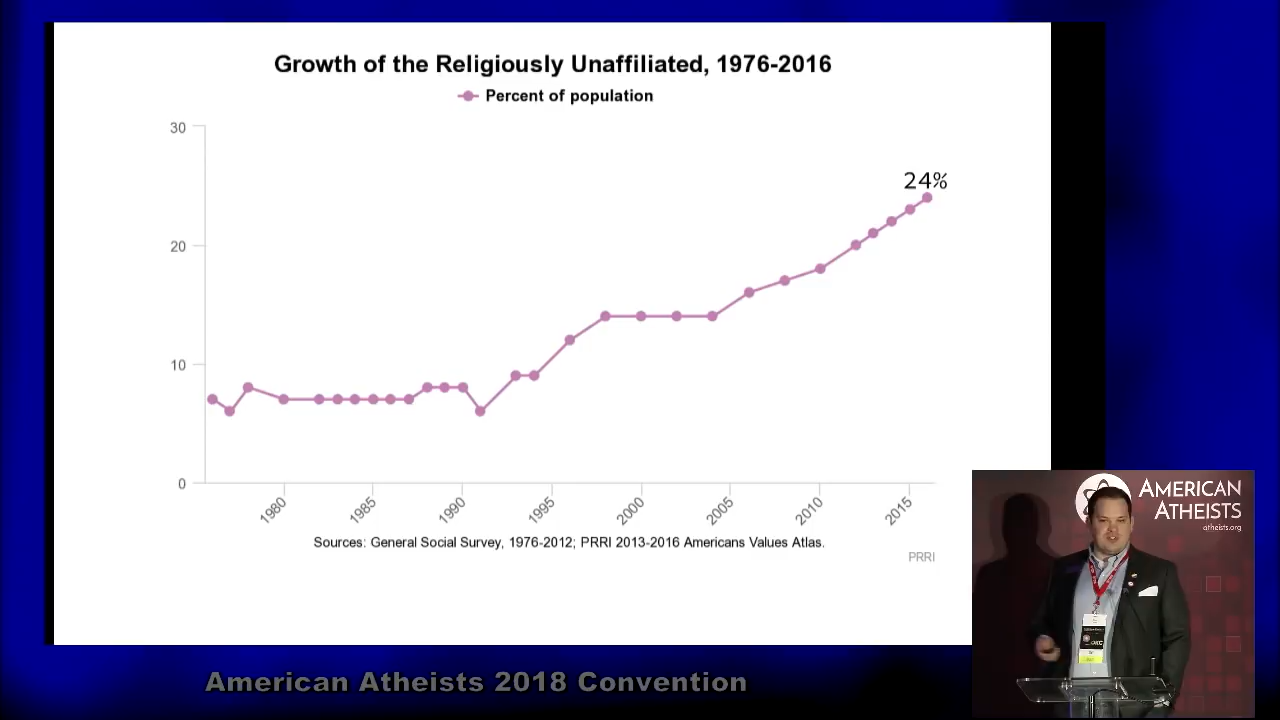 Growth of the Religiously Unaffiliated, 1976-2016
Percent of population
30
24%
20
10
0
1980
1985
1990
1995
2000
2005
2010
2015
Sources: General Social Survey, 1976-2012; PRRI 2013-2016 Americans Values Atlas.
PRRI
AMERICAN
ATHEISTS
atheists.org
American Atheists 2018 Convention